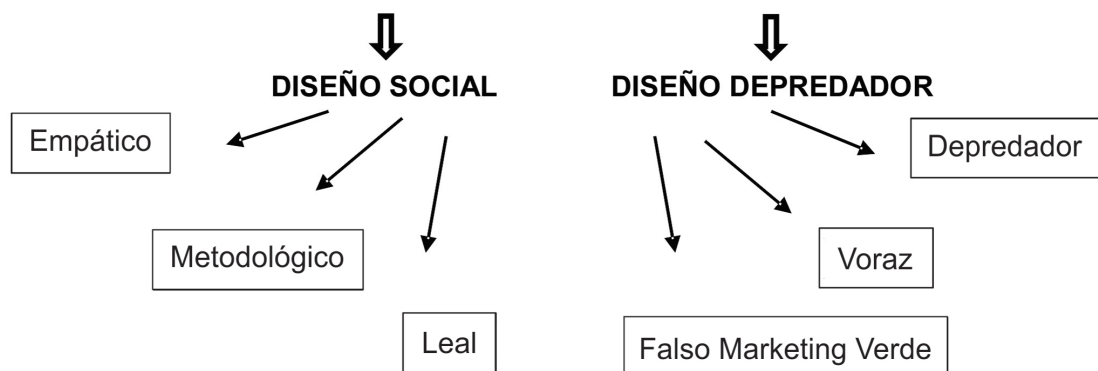 DISEÑO SOCIAL
DISEÑO DEPREDADOR
Empático
Depredador
Metodológico
Voraz
Leal
Falso Marketing Verde